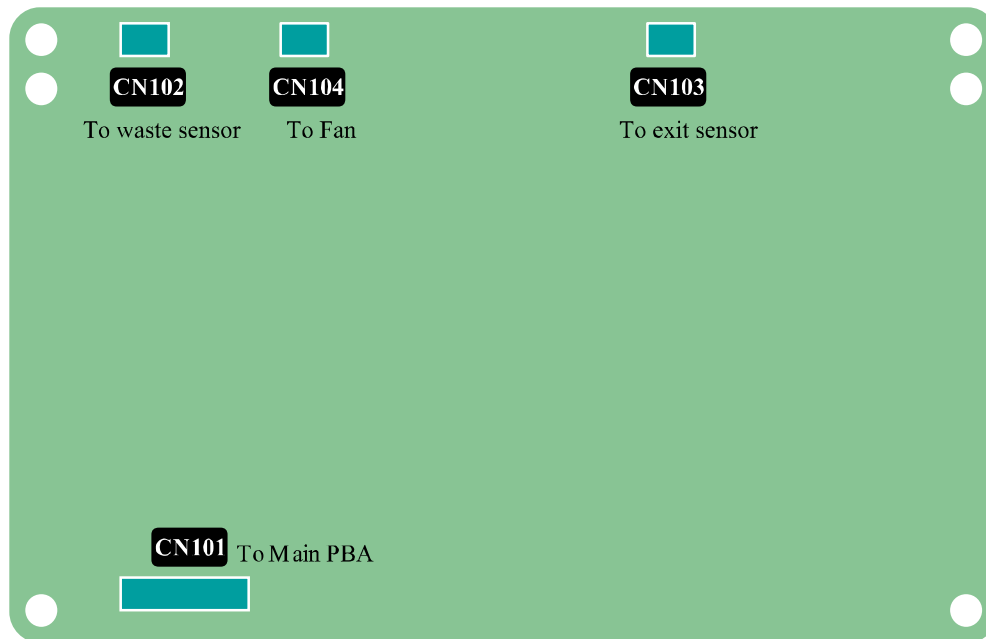 CN102 CN104 CN103
To waste sensor To Fan To exit sensor
CN101 To Main PBA